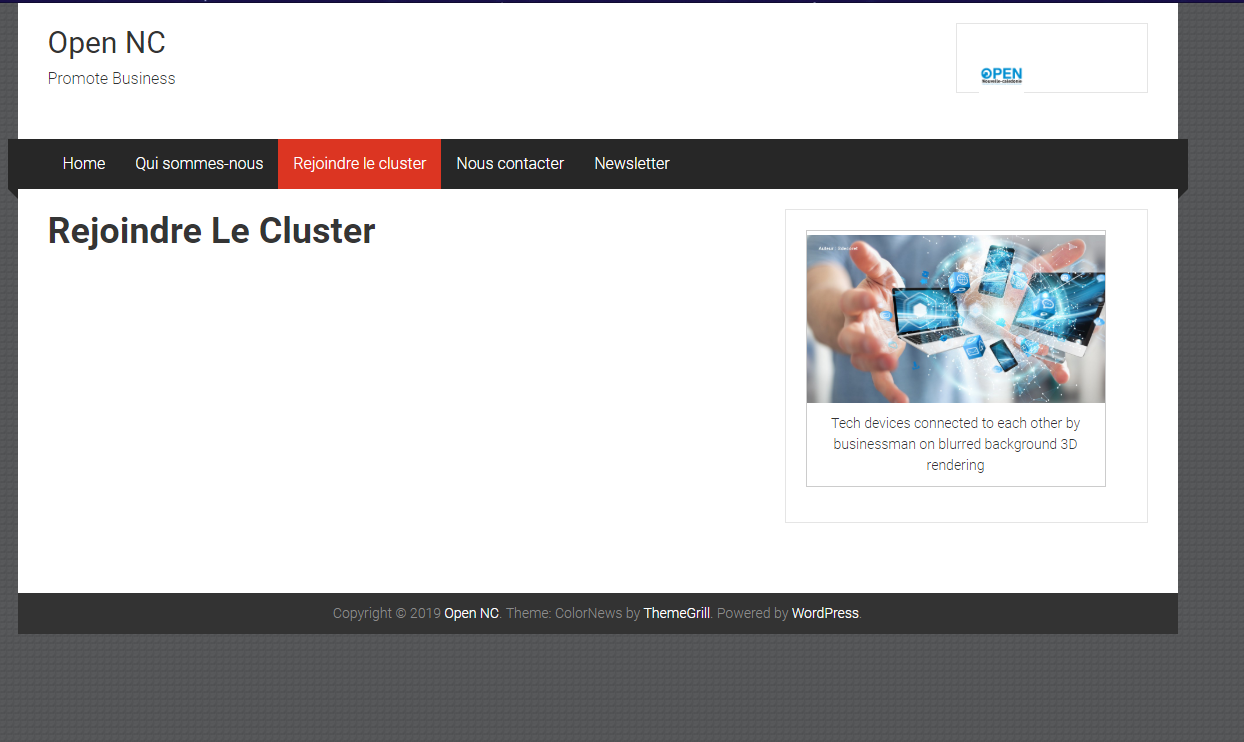 Open NC
Promote Business
OPEN
Nouvelle-calédonie
Home
Qui sommes-nous
Rejoindre le cluster
Nous contacter
Newsletter
Rejoindre Le Cluster
Tech devices connected to each other by
businessman on blurred background 3D
rendering
Copyright © 2019 Open NC. Theme: ColorNews by ThemeGrill. Powered by WordPress.